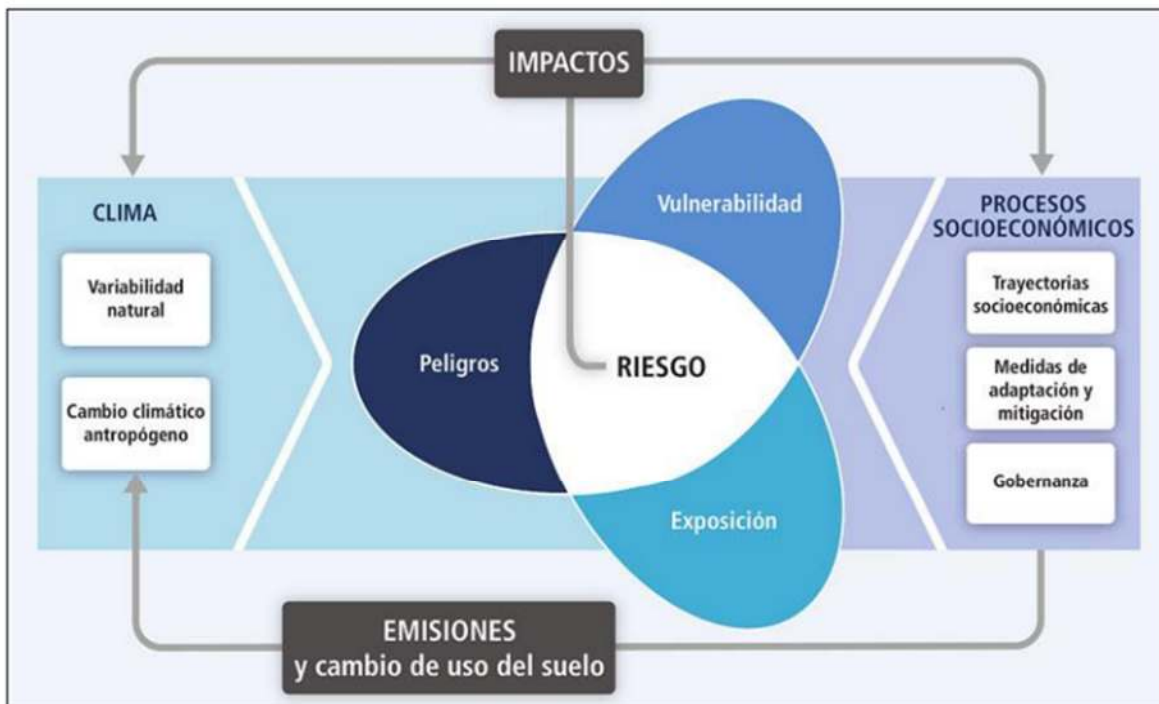 IMPACTOS
CLIMA
Variabilidad
natural
Cambio climático
antropógeno
Peligros
RIESGO
Vulnerabilidad
Exposición
PROCESOS
SOCIOECONÓMICOS
Trayectorias
socioeconómicas
Medidas de
adaptación y
mitigación
Gobernanza
EMISIONES
y cambio de uso del suelo